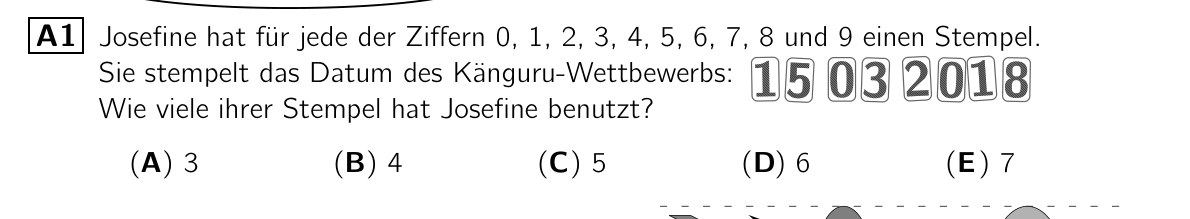 A1 Josefine hat für jede der Ziffern 0, 1, 2, 3, 4, 5, 6, 7, 8 und 9 einen Stempel.
Sie stempelt das Datum des Känguru-Wettbewerbs: 15 03 2018
Wie viele ihrer Stempel hat Josefine benutzt?
(A) 3 (B) 4 (C) 5 (D) 6 (E) 7